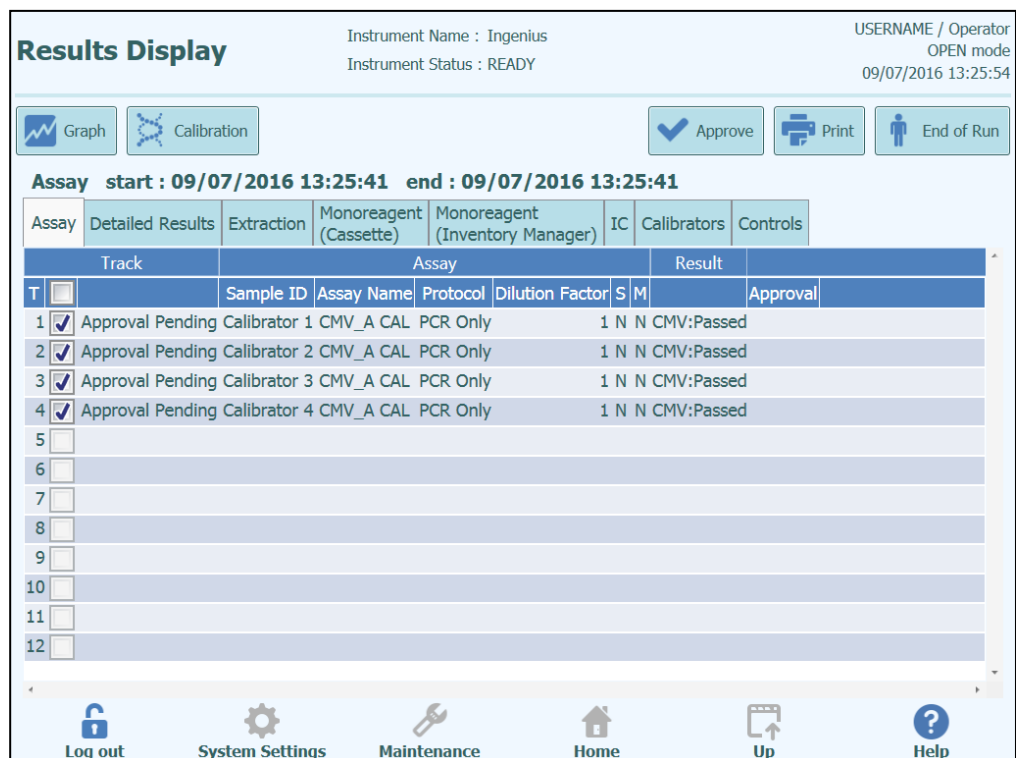 Results Display
Instrument Name : Ingenius
Instrument Status : READY
USERNAME / Operator
OPEN mode
09/07/2016 13:25:54
Graph
Calibration
Approve
Print
End of Run
Assay start : 09/07/2016 13:25:41 end : 09/07/2016 13:25:41
Assay
Detailed Results
Extraction
Monoreagent
(Cassette)
Monoreagent
(Inventory Manager)
IC
Calibrators
Controls
Track Assay Result
T Sample ID Assay Name Protocol Dilution Factor S M Approval
1 Approval Pending Calibrator 1 CMV_A CAL PCR Only 1 N N CMV:Passed
2 Approval Pending Calibrator 2 CMV_A CAL PCR Only 1 N N CMV:Passed
3 Approval Pending Calibrator 3 CMV_A CAL PCR Only 1 N N CMV:Passed
4 Approval Pending Calibrator 4 CMV_A CAL PCR Only 1 N N CMV:Passed
5
6
7
8
9
10
11
12
Log out
System Settings
Maintenance
Home
Up
Help